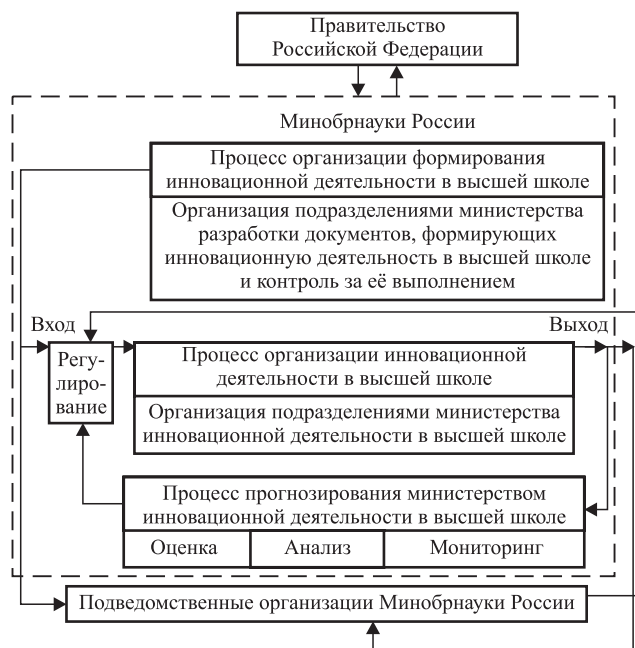 Правительство
Российской Федерации
Минобрнауки России
Процесс организации формирования
инновационной деятельности в высшей школе
Организация подразделениями министерства
разработки документов, формирующих
инновационную деятельность в высшей школе
и контроль за её выполнением
Вход
Выход
Регу-
лиро-
вание
Процесс организации инновационной
деятельности в высшей школе
Организация подразделениями министерства
инновационной деятельности в высшей школе
Процесс прогнозирования министерством
инновационной деятельности в высшей школе
Оценка
Анализ
Мониторинг
Подведомственные организации Минобрнауки России